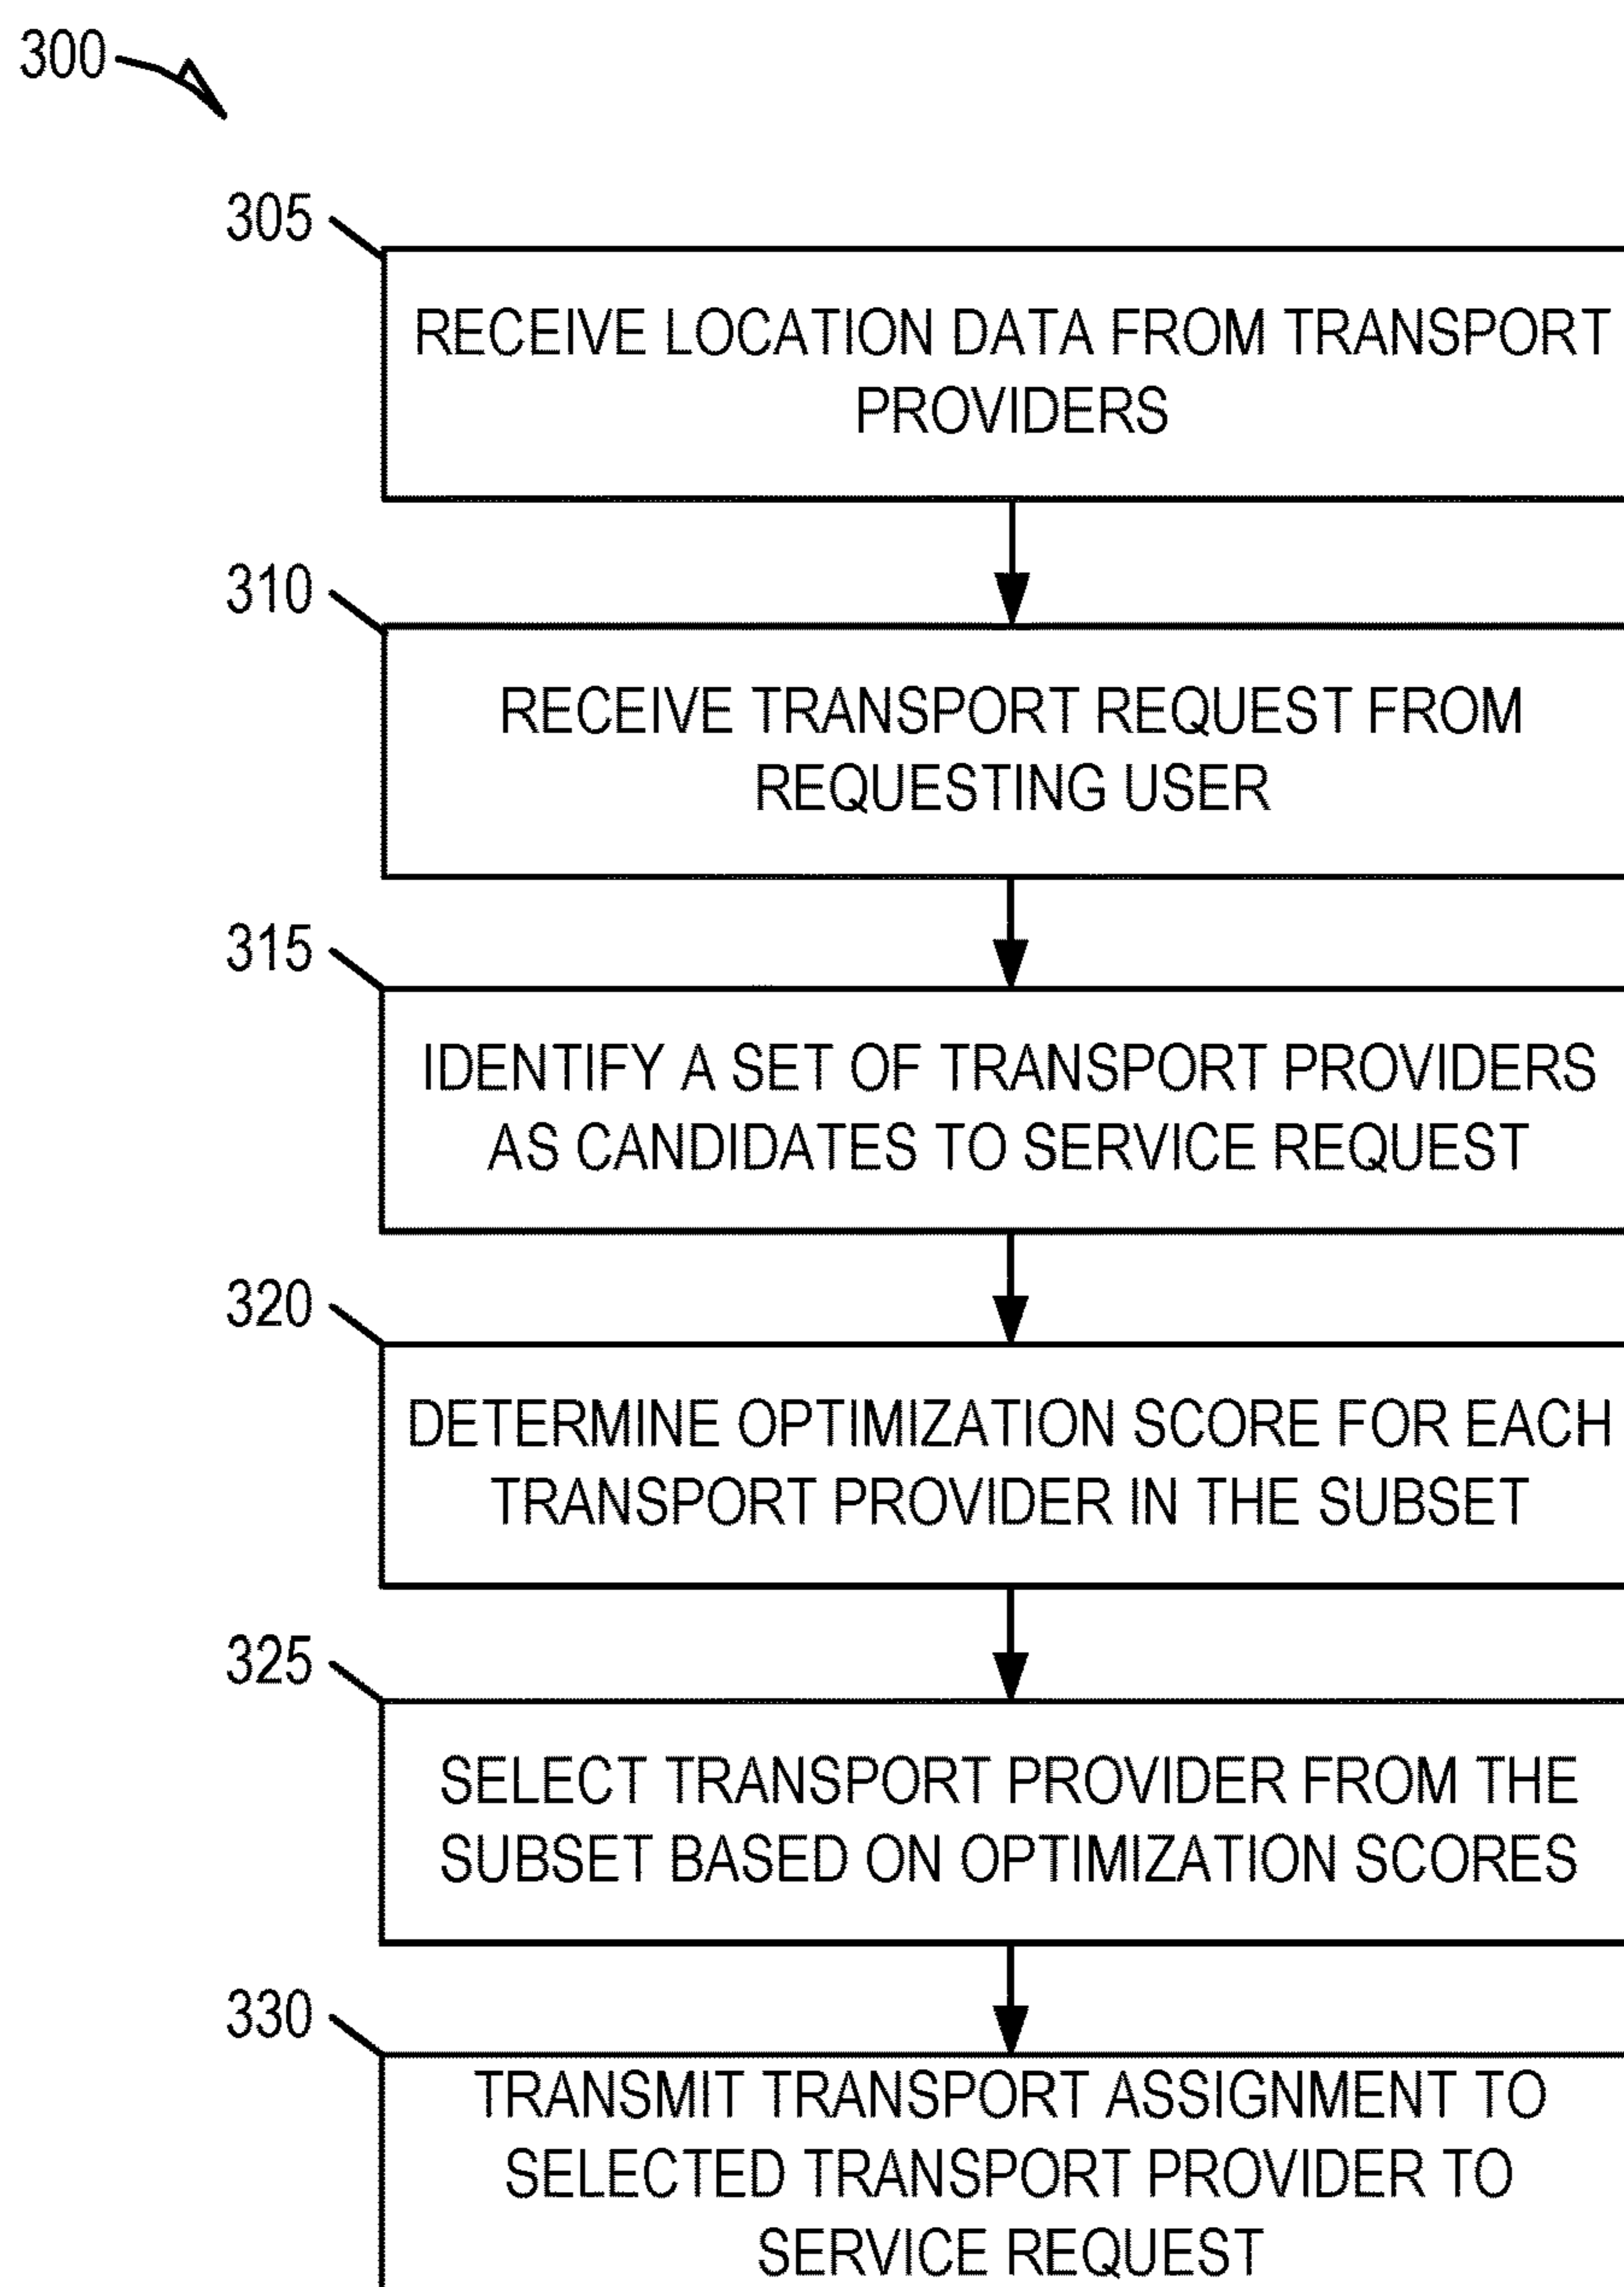 300
305
RECEIVE LOCATION DATA FROM TRANSPORT
PROVIDERS
310
RECEIVE TRANSPORT REQUEST FROM
REQUESTING USER
315
IDENTIFY A SET OF TRANSPORT PROVIDERS
AS CANDIDATES TO SERVICE REQUEST
320
DETERMINE OPTIMIZATION SCORE FOR EACH
TRANSPORT PROVIDER IN THE SUBSET
325
SELECT TRANSPORT PROVIDER FROM THE
SUBSET BASED ON OPTIMIZATION SCORES
330
TRANSMIT TRANSPORT ASSIGNMENT TO
SELECTED TRANSPORT PROVIDER TO
SERVICE REQUEST